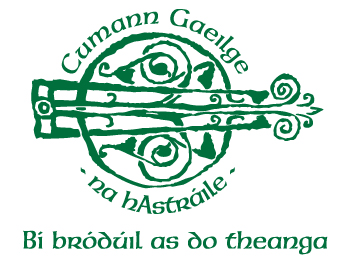 Cumann Gaeilge
- na hAstráile -
Bí bródúil as do theanga